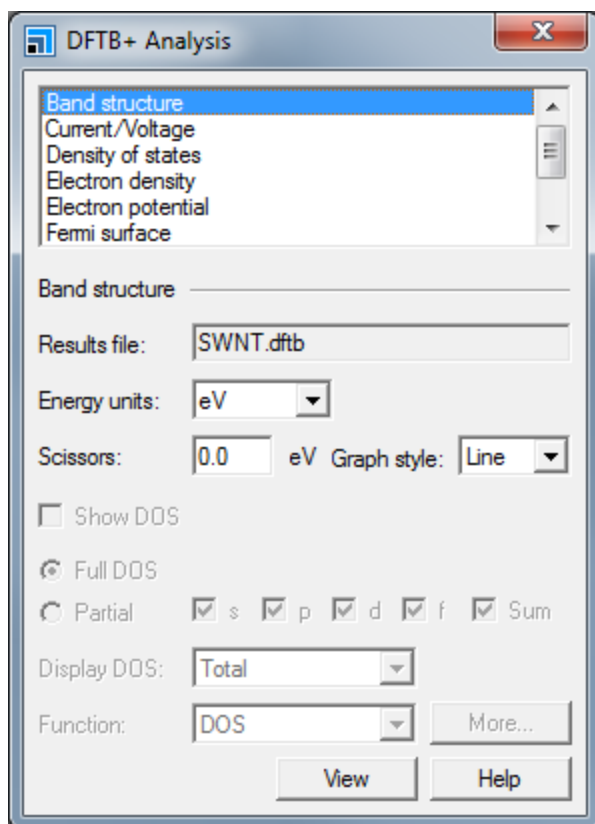 DFTB+ Analysis
Band structure
Current/Voltage
Density of states
Electron density
Electron potential
Fermi surface
Band structure
Results file: SWNT.dftb
Energy units: eV
Scissors: 0.0 eV Graph style: Line
Show DOS
Full DOS
Partial s p d f Sum
Display DOS: Total
Function: DOS More...
View Help